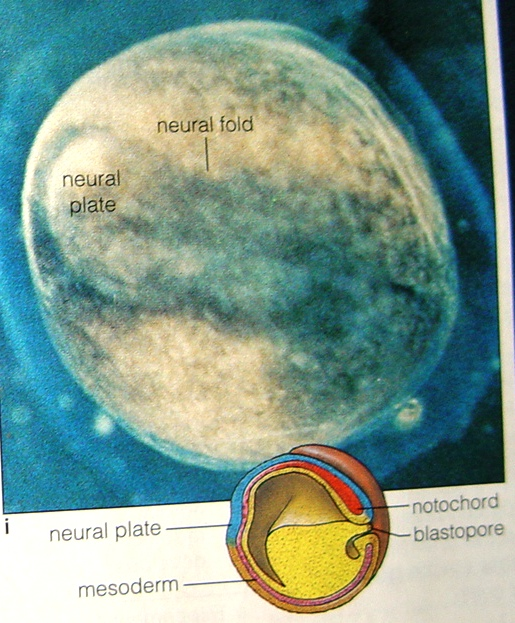 neural fold
neural
plate
i
notochord
neural plate
blastopore
mesoderm